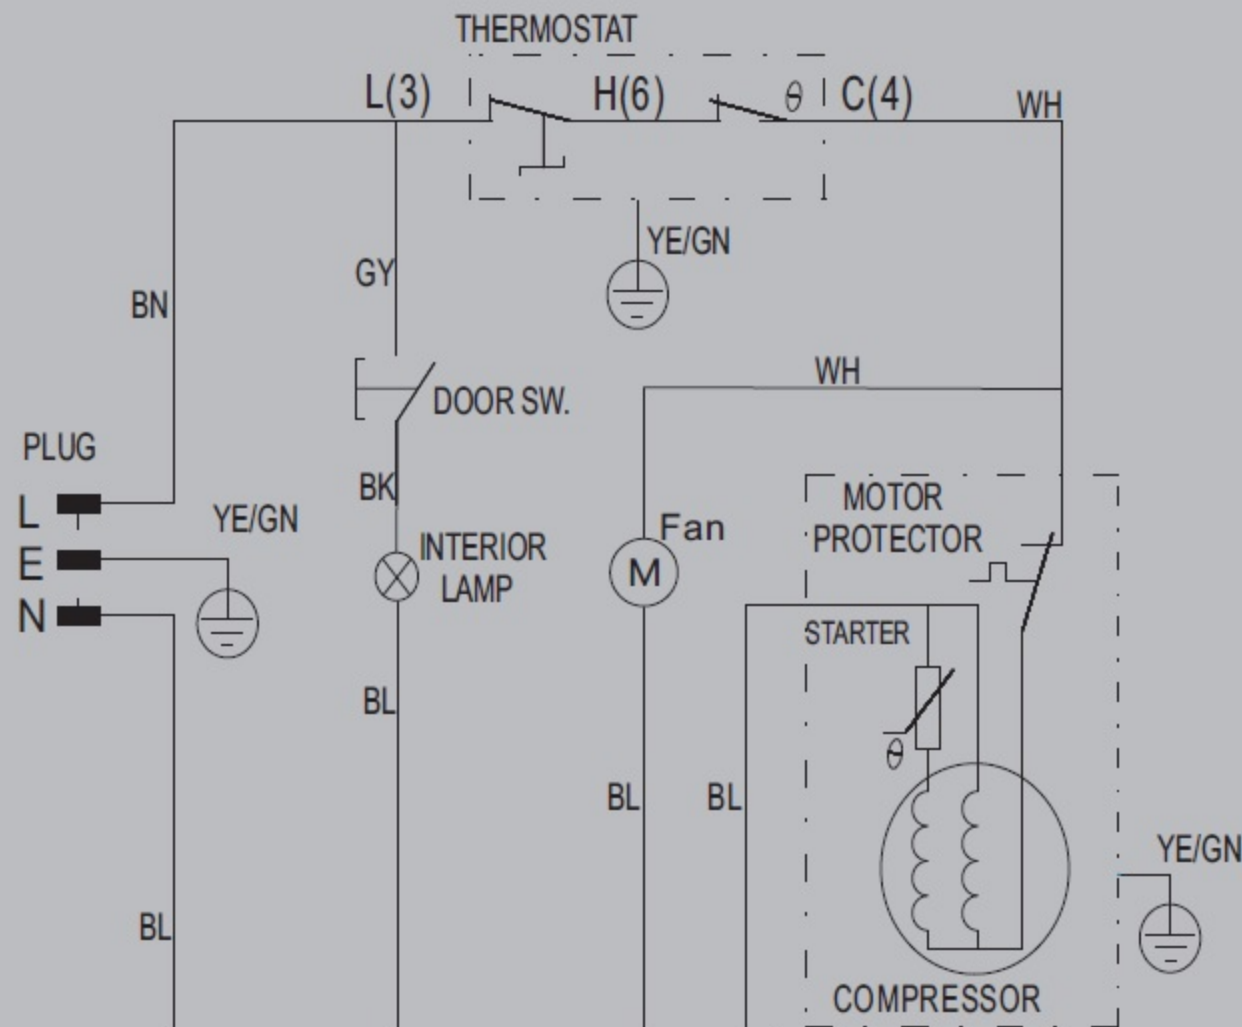 THERMOSTAT
L(3)
H(6)
θ
C(4)
WH
YE/GN
GY
BN
WH
DOOR SW.
PLUG
BK
MOTOR
PROTECTOR
L
YE/GN
Fan
INTERIOR
LAMP
E
M
N
STARTER
BL
θ
BL
BL
YE/GN
BL
COMPRESSOR